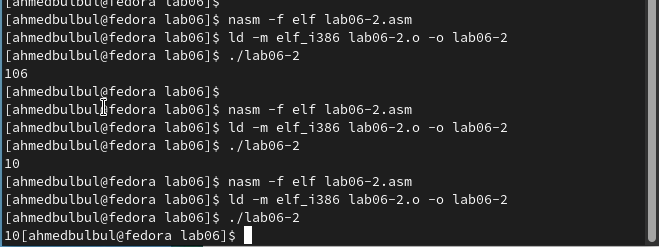 [ahmedbulbul@fedora lab06]$
[ahmedbulbul@fedora lab06]$ nasm -f elf lab06-2.asm
[ahmedbulbul@fedora lab06]$ ld -m elf_i386 lab06-2.o -o lab06-2
[ahmedbulbul@fedora lab06]$ ./lab06-2
106
[ahmedbulbul@fedora lab06]$
[ahmedbulbul@fedora lab06]$ nasm -f elf lab06-2.asm
[ahmedbulbul@fedora lab06]$ ld -m elf_i386 lab06-2.o -o lab06-2
[ahmedbulbul@fedora lab06]$ ./lab06-2
10
[ahmedbulbul@fedora lab06]$ nasm -f elf lab06-2.asm
[ahmedbulbul@fedora lab06]$ ld -m elf_i386 lab06-2.o -o lab06-2
[ahmedbulbul@fedora lab06]$ ./lab06-2
10[ahmedbulbul@fedora lab06]$